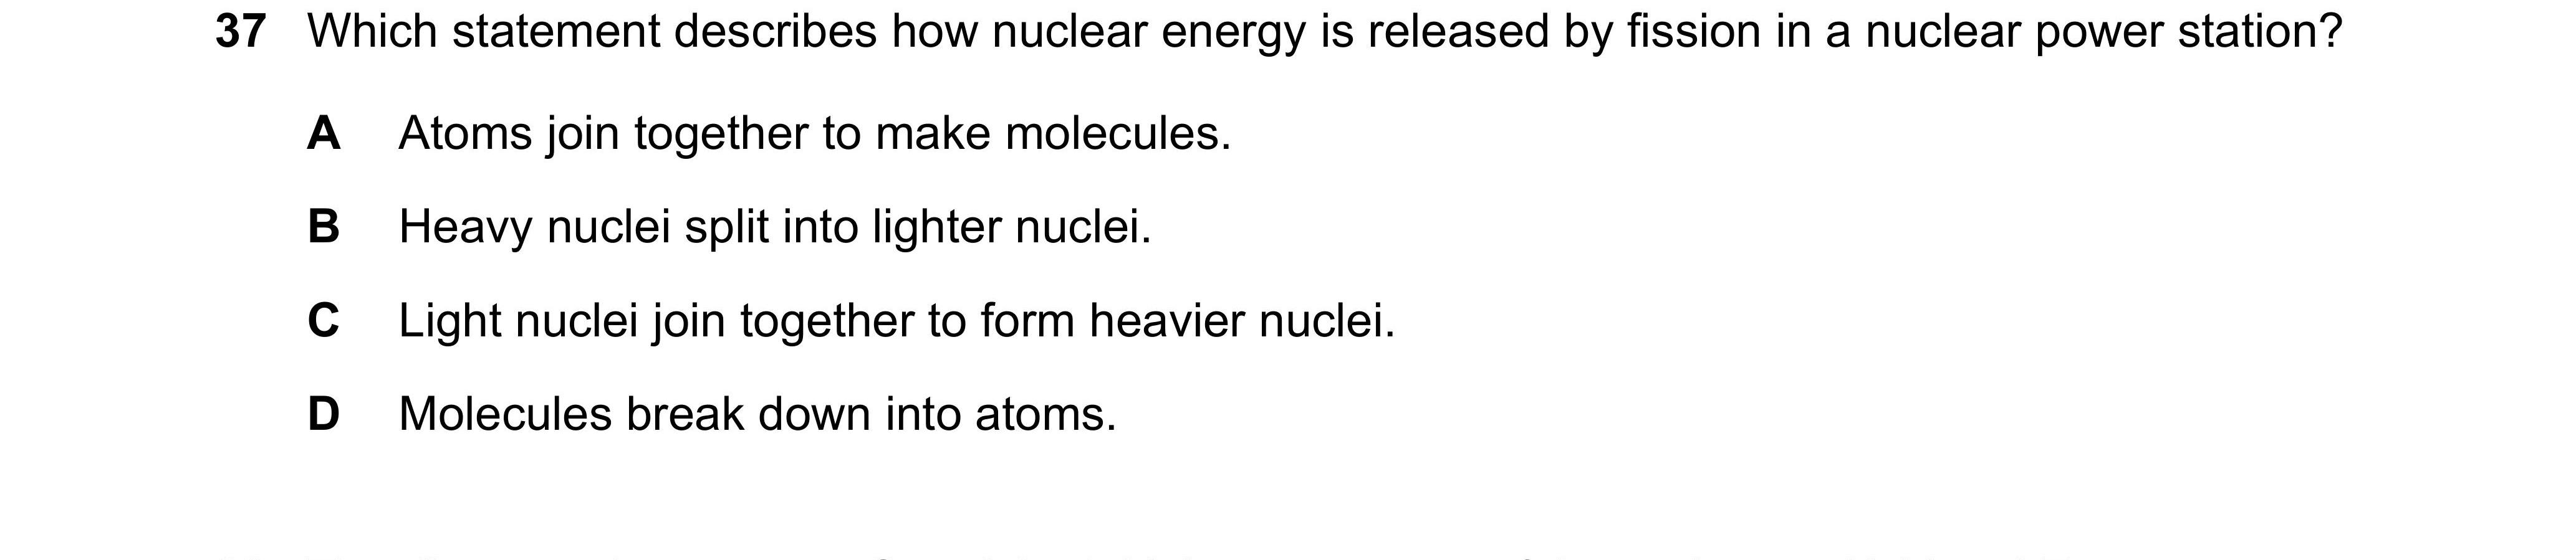 37 Which statement describes how nuclear energy is released by fission in a nuclear power station?
A Atoms join together to make molecules.
B Heavy nuclei split into lighter nuclei.
C Light nuclei join together to form heavier nuclei.
D Molecules break down into atoms.